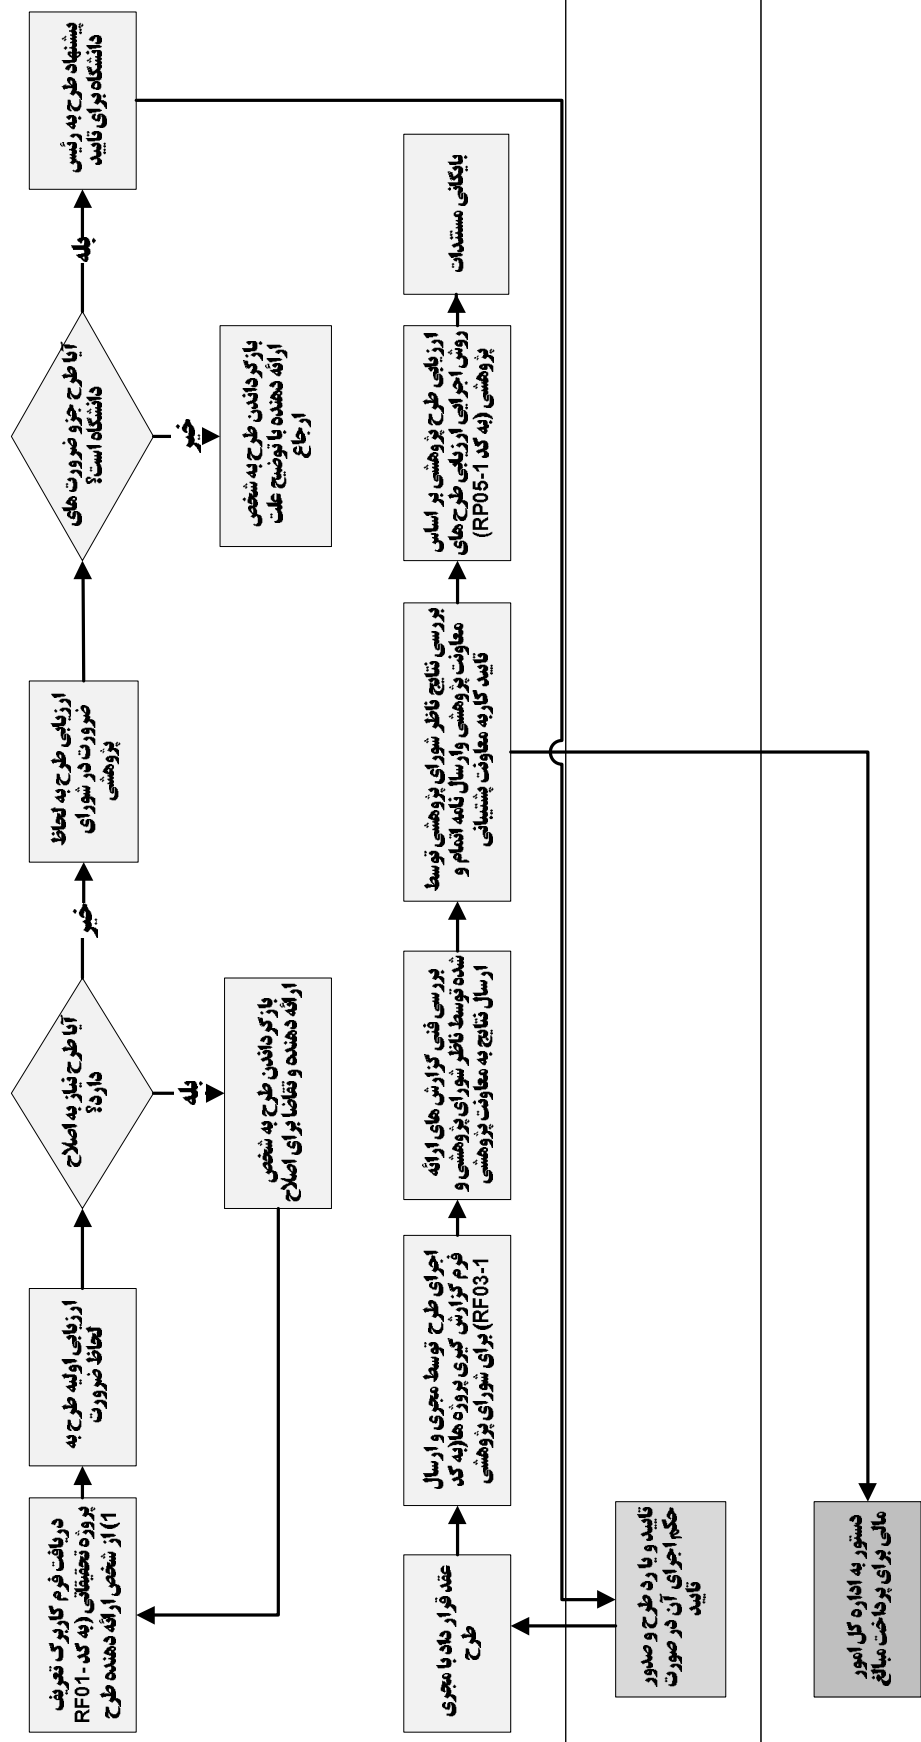 دریافت فرم کاربرگ تعریف
پروژه تحقیقاتی (به کد RF01-
1) از شخص ارائه دهنده طرح
ارزیابی اولیه طرح به
لحاظ ضرورت
آیا طرح نیاز به اصلاح
دارد؟
بله
بازگرداندن طرح به شخص
ارائه دهنده و تقاضا برای اصلاح
خیر
ارزیابی طرح به لحاظ
ضرورت در شورای
پژوهشی
آیا طرح جزو ضرورت های
دانشگاه است؟
خیر
بازگرداندن طرح به شخص
ارائه دهنده با توضیح علت
ارجاع
بله
پیشنهاد طرح به رئیس
دانشگاه برای تایید
تایید و یا رد طرح و صدور
حکم اجرای آن در صورت
تایید
عقد قرار داد با مجری
طرح
اجرای طرح توسط مجری و ارسال
فرم گزارش گیری پروژه ها(به کد
RF03-1) برای شورای پژوهشی
بررسی فنی گزارش های ارائه
شده توسط ناظر شورای پژوهشی و
ارسال نتایج به معاونت پژوهشی
بررسی نتایج ناظر شورای پژوهشی توسط
معاونت پژوهشی وارسال نامه اتمام و
تایید کار به معاونت پشتیبانی
ارزیابی طرح پژوهشی بر اساس
روش اجرایی ارزیابی طرح های
پژوهشی (به کد RP05-1)
بایگانی مستندات
دستور به اداره کل امور
مالی برای پرداخت مبالغ